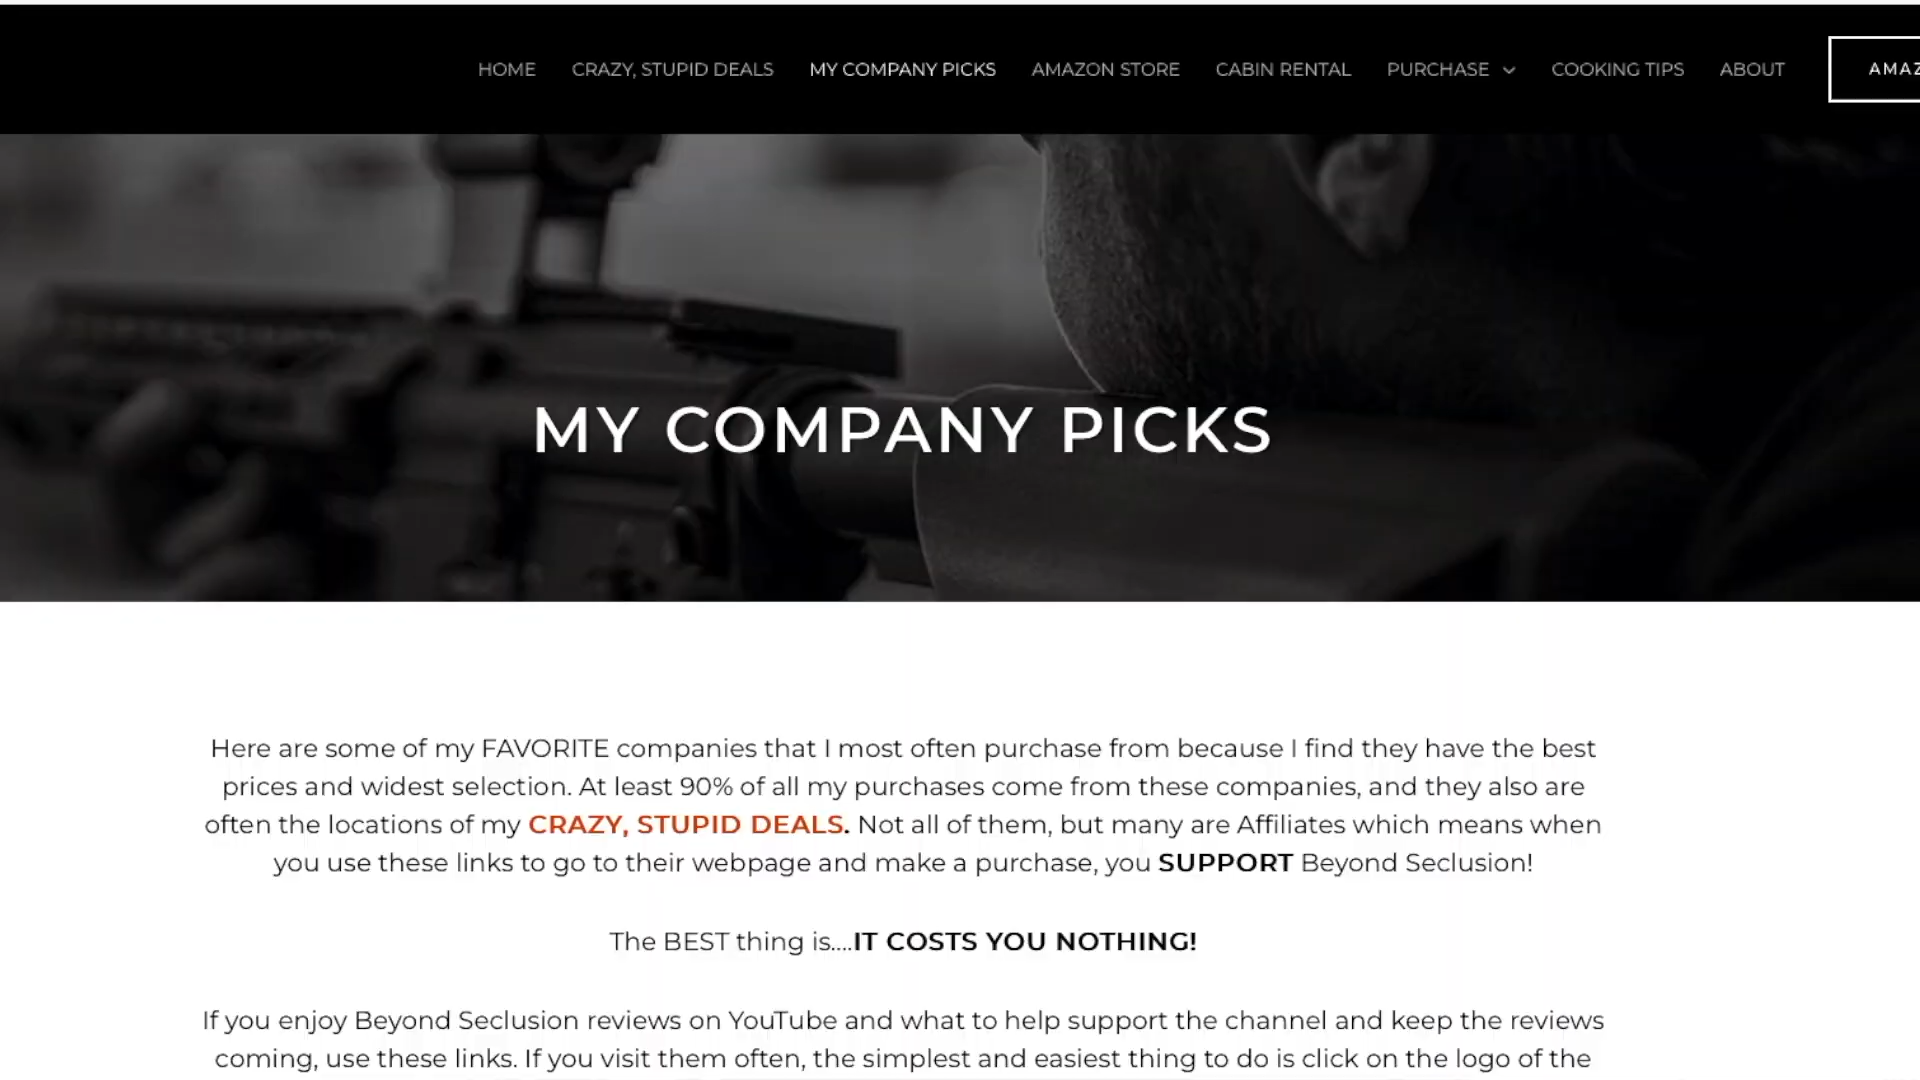 HOME CRAZY, STUPID DEALS MY COMPANY PICKS AMAZON STORE CABIN RENTAL PURCHASE COOKING TIPS ABOUT
MY COMPANY PICKS
Here are some of my FAVORITE companies that I most often purchase from because I find they have the best
prices and widest selection. At least 90% of all my purchases come from these companies, and they also are
often the locations of my CRAZY, STUPID DEALS. Not all of them, but many are Affiliates which means when
you use these links to go to their webpage and make a purchase, you SUPPORT Beyond Seclusion!
The BEST thing is....IT COSTS YOU NOTHING!
If you enjoy Beyond Seclusion reviews on YouTube and what to help support the channel and keep the reviews
coming, use these links. If you visit them often, the simplest and easiest thing to do is click on the logo of the